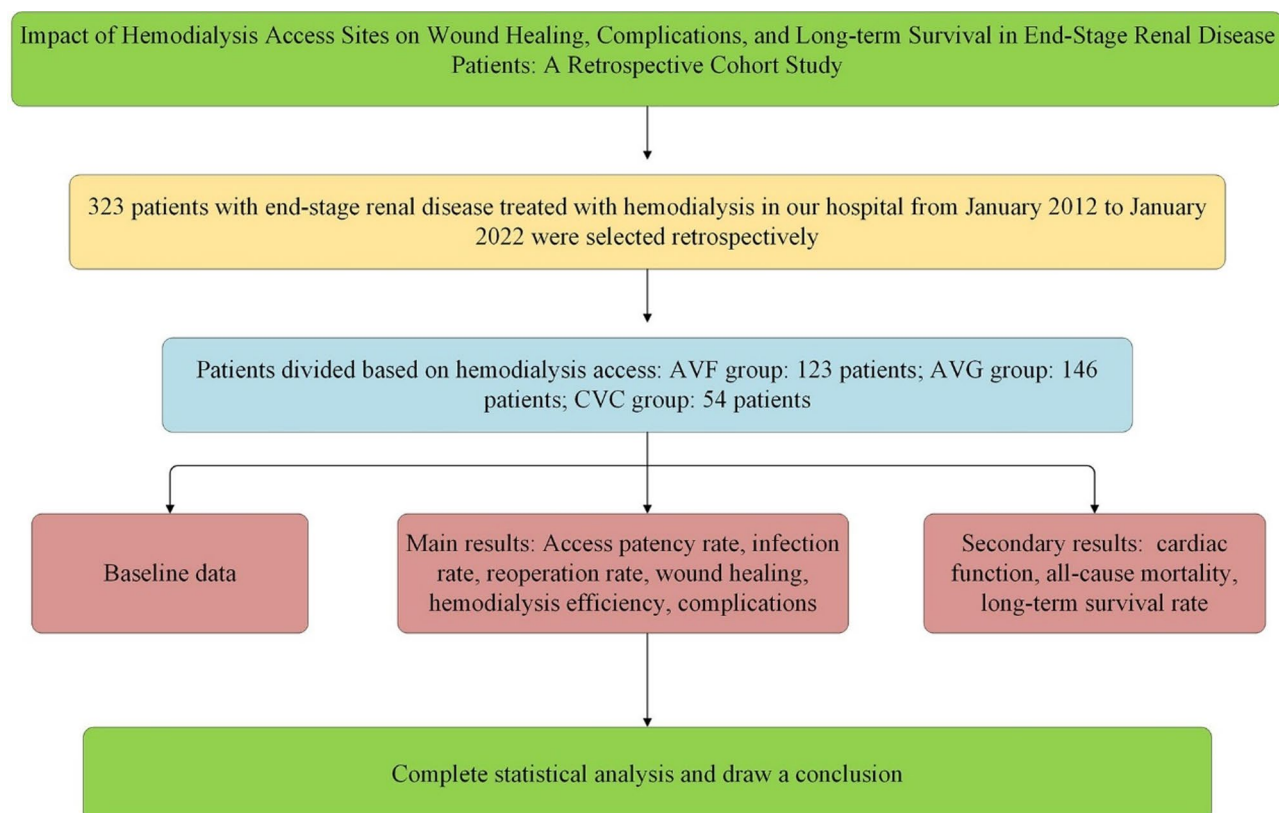 Impact of Hemodialysis Access Sites on Wound Healing, Complications, and Long-term Survival in End-Stage Renal Disease
Patients: A Retrospective Cohort Study
323 patients with end-stage renal disease treated with hemodialysis in our hospital from January 2012 to January
2022 were selected retrospectively
Patients divided based on hemodialysis access: AVF group: 123 patients; AVG group: 146
patients; CVC group: 54 patients
Baseline data
Main results: Access patency rate, infection
rate, reoperation rate, wound healing,
hemodialysis efficiency, complications
Secondary results: cardiac
function, all-cause mortality,
long-term survival rate
Complete statistical analysis and draw a conclusion